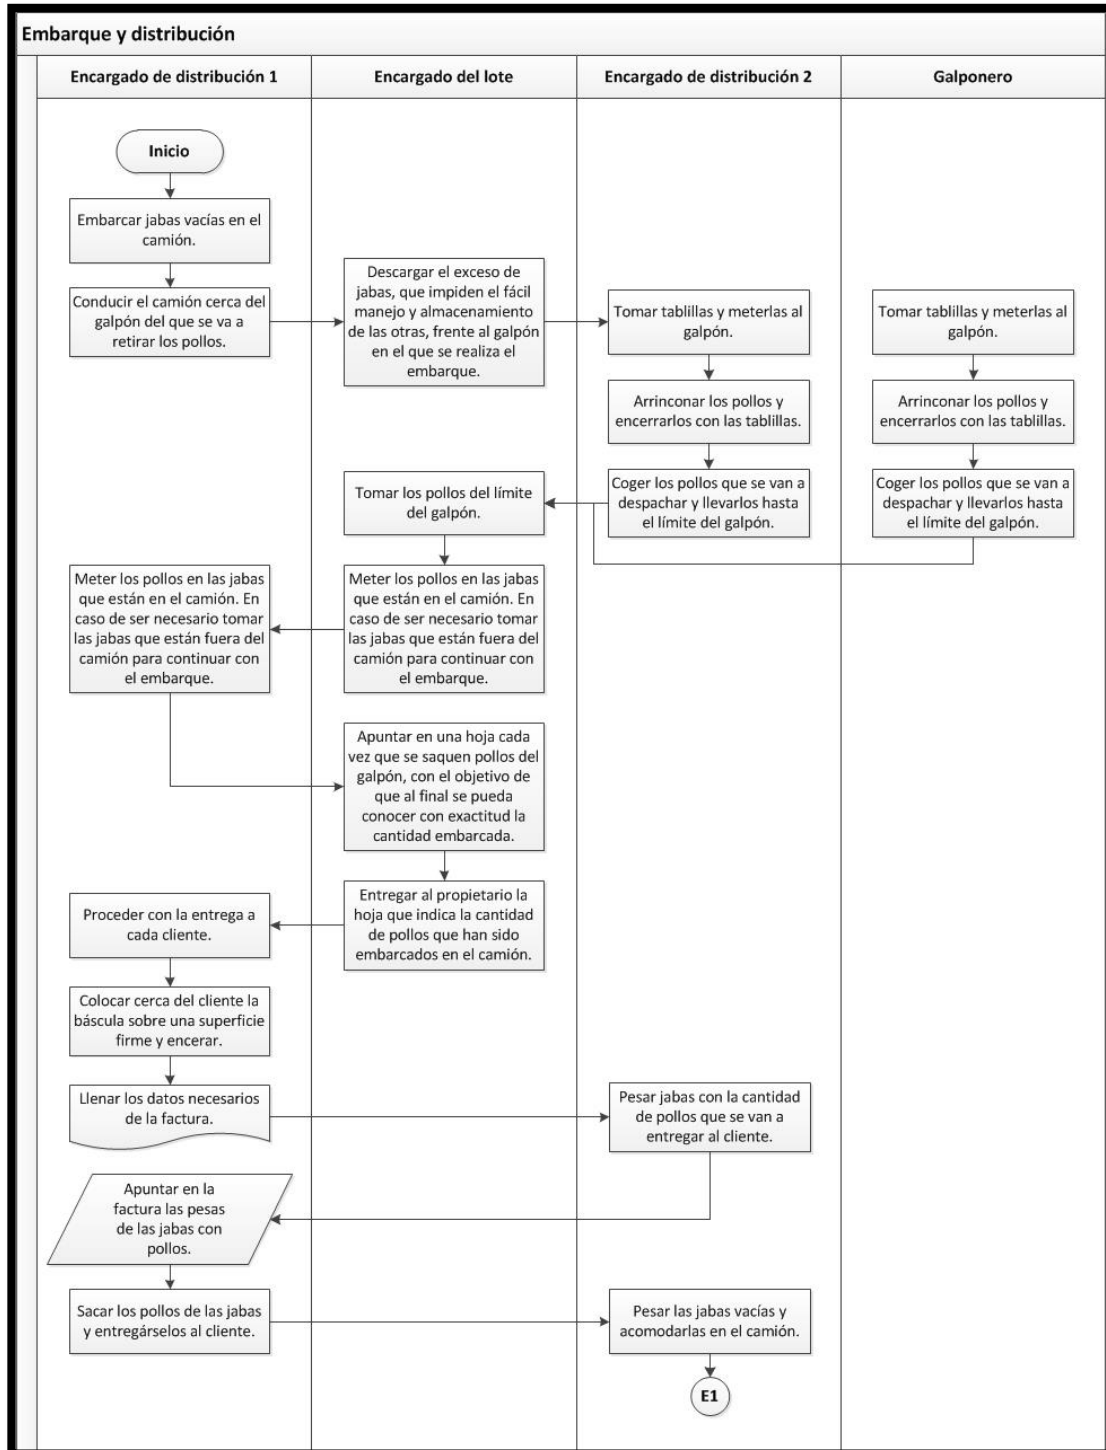 Embarque y distribución
Encargado de distribución 1
Encargado del lote
Encargado de distribución 2
Galponero
Inicio
Embarcar jabas vacías en el
camión.
Conducir el camión cerca del
galpón del que se va a
retirar los pollos.
Descargar el exceso de
jabas, que impiden el fácil
manejo y almacenamiento
de las otras, frente al galpón
en el que se realiza el
embarque.
Tomar tablillas y meterlas al
galpón.
Tomar tablillas y meterlas al
galpón.
Arrinconar los pollos y
encerrarlos con las tablillas.
Arrinconar los pollos y
encerrarlos con las tablillas.
Coger los pollos que se van a
despachar y llevarlos hasta
el límite del galpón.
Coger los pollos que se van a
despachar y llevarlos hasta
el límite del galpón.
Tomar los pollos del límite
del galpón.
Meter los pollos en las jabas
que están en el camión. En
caso de ser necesario tomar
las jabas que están fuera del
camión para continuar con
el embarque.
Meter los pollos en las jabas
que están en el camión. En
caso de ser necesario tomar
las jabas que están fuera del
camión para continuar con
el embarque.
Apuntar en una hoja cada
vez que se saquen pollos del
galpón, con el objetivo de
que al final se pueda
conocer con exactitud la
cantidad embarcada.
Entregar al propietario la
hoja que indica la cantidad
de pollos que han sido
embarcados en el camión.
Proceder con la entrega a
cada cliente.
Colocar cerca del cliente la
báscula sobre una superficie
firme y encerar.
Llenar los datos necesarios
de la factura.
Pesar jabas con la cantidad
de pollos que se van a
entregar al cliente.
Apuntar en la
factura las pesas
de las jabas con
pollos.
Sacar los pollos de las jabas
y entregárselos al cliente.
Pesar las jabas vacías y
acomodarlas en el camión.
E1